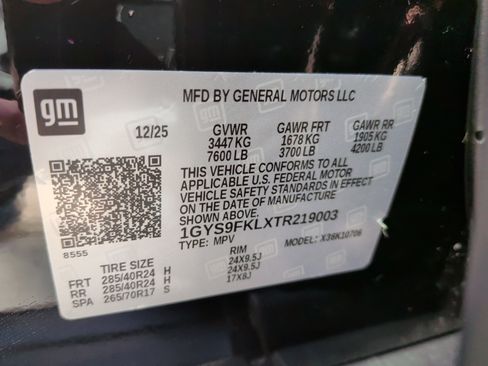 gm
MFD BY GENERAL MOTORS LLC
12/25 GVWR GAWR FRT GAWR RR
3447 KG 1678 KG 1905 KG
7600 LB 3700 LB 4200 LB
THIS VEHICLE CONFORMS TO ALL
APPLICABLE U.S. FEDERAL MOTOR
VEHICLE SAFETY STANDARDS IN EFFECT
ON THE DATE OF MANUFACTURE
SHOWN ABOVE.
1GYS9FKLXTR219003
TYPE: MPV MODEL: X38K10706
8555
TIRE SIZE RIM
FRT 285/40R24 H 24X9.5J
RR 285/40R24 H 24X9.5J
SPA 265/70R17 S 17X8J